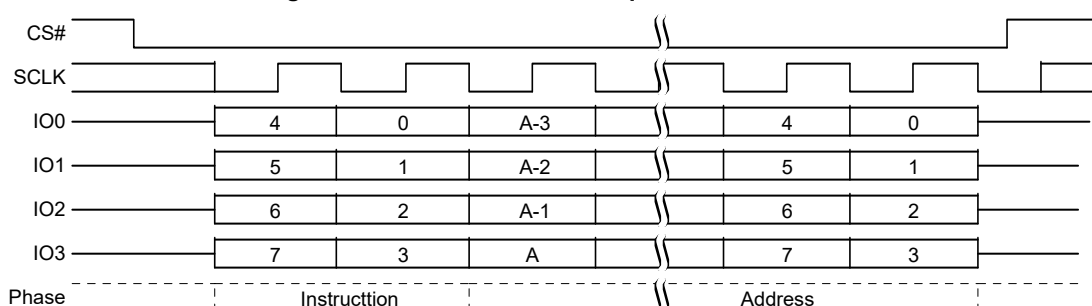 CS#
SCLK
IO0 4 0 A-3 4 0
IO1 5 1 A-2 5 1
IO2 6 2 A-1 6 2
IO3 7 3 A 7 3
Phase Instructtion Address